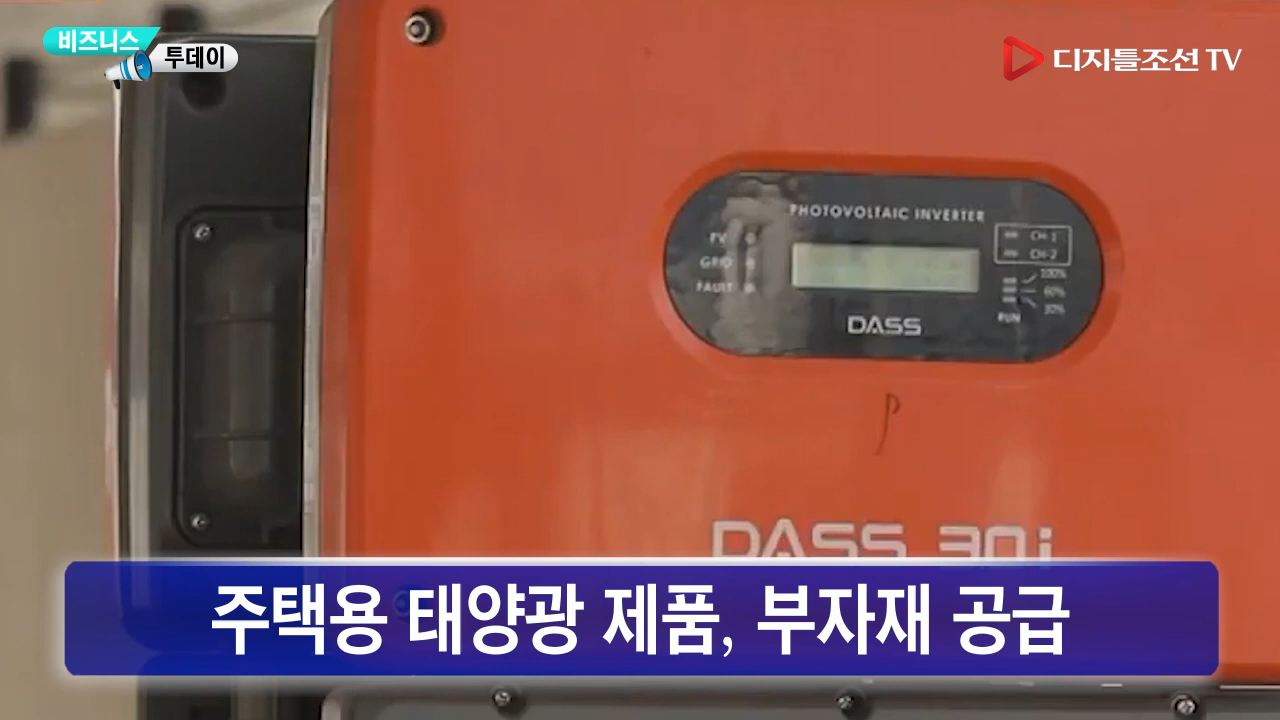 비즈니스
투데이
디지틀조선 TV
PHOTOVOLTAIC INVERTER
PV
GRID
FAULT
CH-1
CH-2
100%
60%
30%
RUN
DASS
DASS 30i
주택용 태양광 제품, 부자재 공급